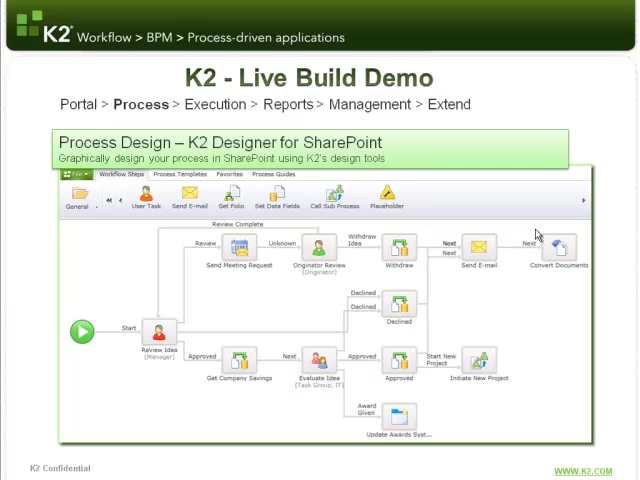 K2 Workflow > BPM > Process-driven applications
K2 - Live Build Demo
Portal > Process > Execution > Reports > Management > Extend
Process Design – K2 Designer for SharePoint
Graphically design your process in SharePoint using K2's design tools
File Workflow Steps Process Templates Favorites Process Guides
General User Task Send E-mail Set Folio Set Data Fields Call Sub Process Placeholder
Review Complete
Review
Unknown
Withdraw
Idea
Next
Next
Next
Send Meeting Request
Originator Review
(Originator)
Withdraw
Send E-mail
Convert Documents
Declined
Declined
Declined
Start
Review Idea
(Manager)
Approved
Next
Approved
Start New
Project
Get Company Savings
Evaluate Idea
(Task Group, IT)
Approved
Initiate New Project
Award
Given
Update Awards Syst...
K2 Confidential
WWW.K2.COM